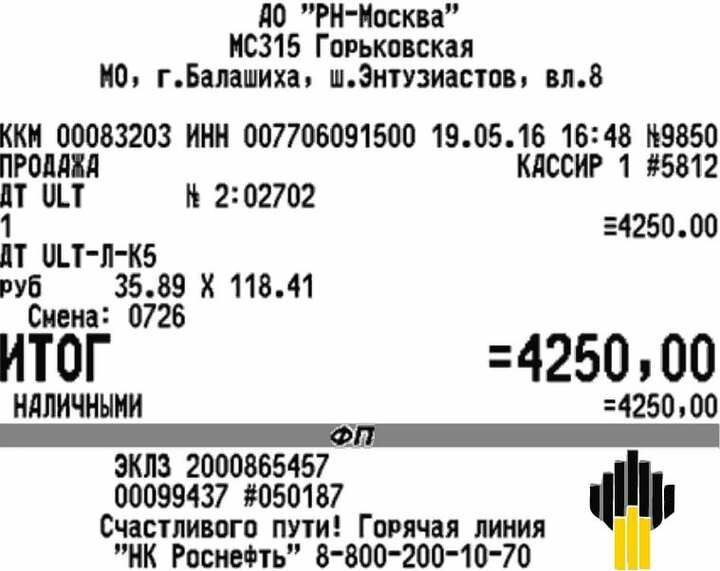 АО "РН-Москва"
МС315 Горьковская
МО, г.Балашиха, ш.Энтузиастов, вл.8
ККМ 00083203 ИНН 007706091500 19.05.16 16:48 №9850
ПРОДАЖА КАССИР 1 #5812
ДТ ULT № 2:02702
1 ≡4250.00
ДТ ULT-Л-К5
руб 35.89 X 118.41
Смена: 0726
ИТОГ =4250,00
НАЛИЧНЫМИ =4250,00
ФП
ЭКЛЗ 2000865457
00099437 #050187
Счастливого пути! Горячая линия
"НК Роснефть" 8-800-200-10-70